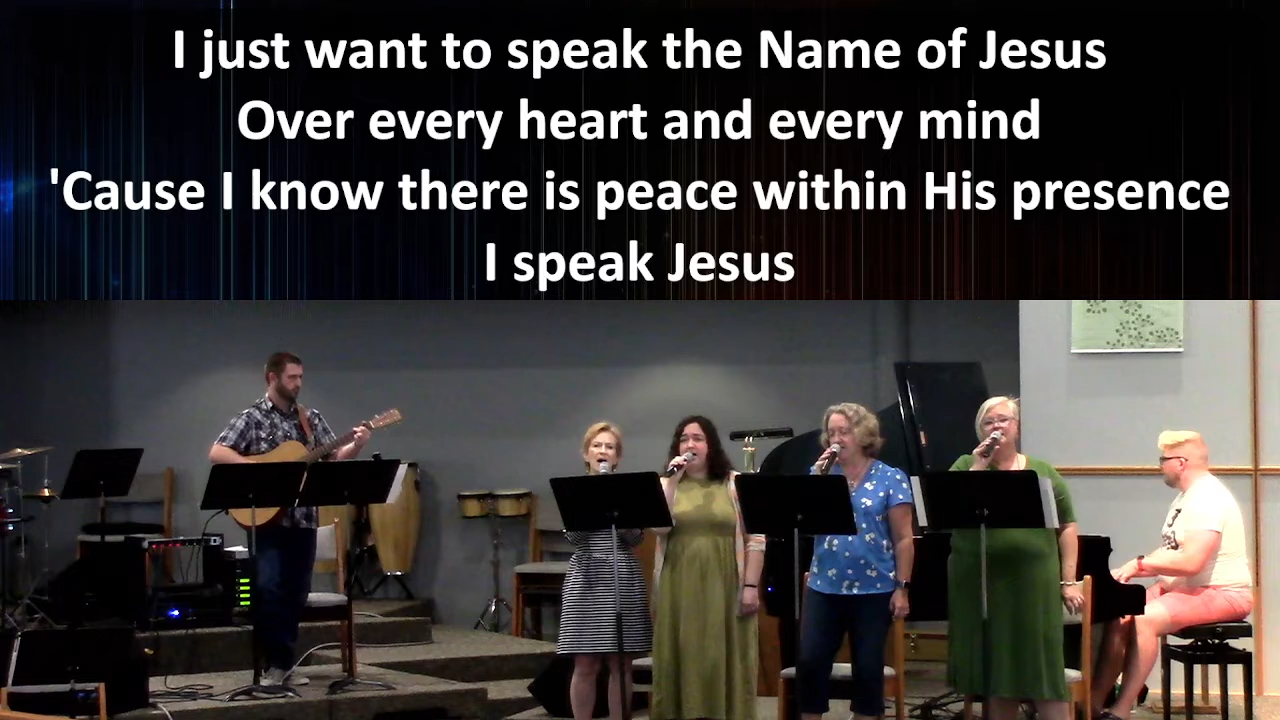 I just want to speak the Name of Jesus
Over every heart and every mind
'Cause I know there is peace within His presence
I speak Jesus